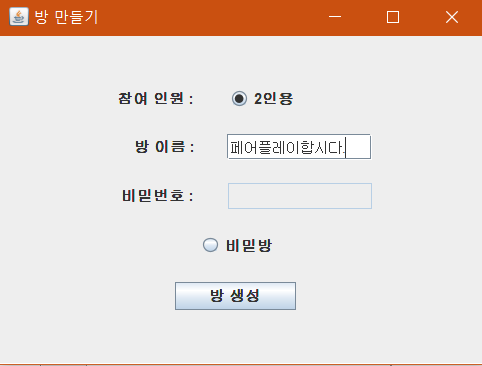 방 만들기
참여 인원 : 2인용
방 이름 : 페어플레이합시다.
비밀번호 :
비밀방
방 생성